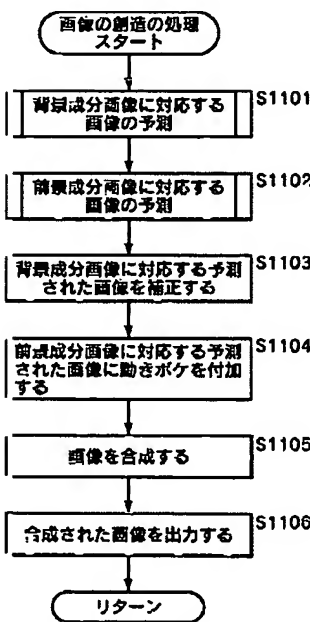 画像の創造の処理
スタート
背景成分画像に対応する
画像の予測
S1101
前景成分画像に対応する
画像の予測
S1102
背景成分画像に対応する予測
された画像を補正する
S1103
前景成分画像に対応する予測
された画像に動きボケを付加
する
S1104
画像を合成する
S1105
合成された画像を出力する
S1106
リターン